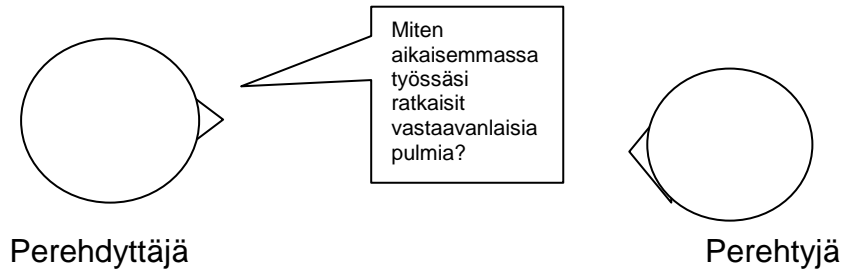 Miten
aikaisemmassa
työssäsi
ratkaisit
vastaavanlaisia
pulmia?
Perehdyttäjä
Perehtyjä